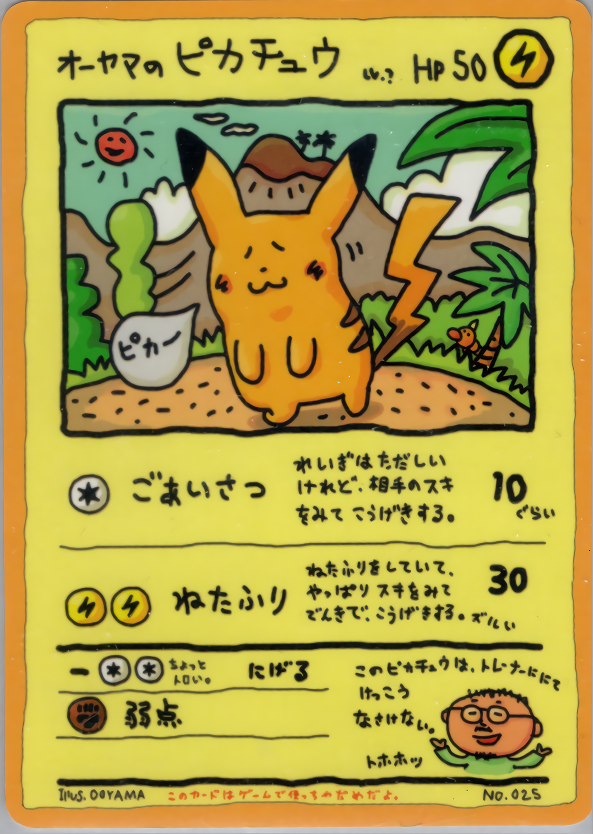 オーヤマの ピカチュウ LV.? HP 50
ピカー
ごあいさつ
れいぎはただしい
けれど、相手のスキ
をみて こうげきする。
10
ぐらい
ねたふり
ねたふりをしていて、
やっぱり スキをみて
でんきで、こうげきする。ズルい
30
ー
ちょっと
トロい。
にげる
弱点
このピカチュウは、トレーナーににて
けっこう
なさけない。
トホホッ
Illus. OOYAMA
このカードはゲームで使っちゃだめだよ。
NO. 025